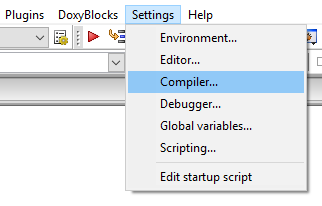 Plugins DoxyBlocks Settings Help
Environment...
Editor...
Compiler...
Debugger...
Global variables...
Scripting...
Edit startup script